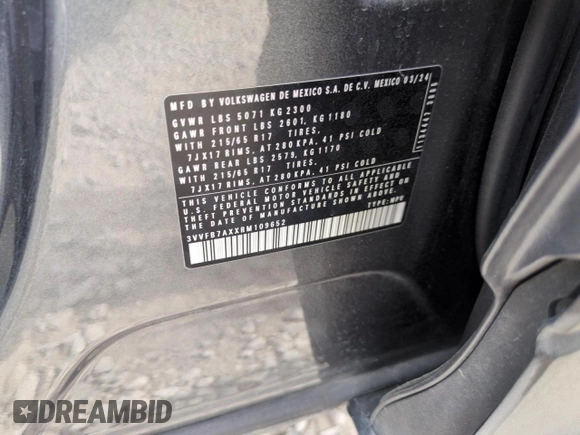 MFD BY VOLKSWAGEN DE MEXICO S.A. DE C.V. MEXICO 03/24
GVWR LBS 5071 KG 2300
GAWR FRONT LBS 2601, KG 1180
WITH 215/65 R17 TIRES.
7JX17 RIMS, AT 280 KPA, 41 PSI COLD
GAWR REAR LBS 2579, KG 1170
WITH 215/65 R17 TIRES.
7JX17 RIMS, AT 280 KPA, 41 PSI COLD
THIS VEHICLE CONFORMS TO ALL APPLICABLE
U.S. FEDERAL MOTOR VEHICLE SAFETY AND
THEFT PREVENTION STANDARDS IN EFFECT ON
THE DATE OF MANUFACTURE SHOWN ABOVE.
3VVFB7AXXRM109652 TYPE: MPV
DREAMBID